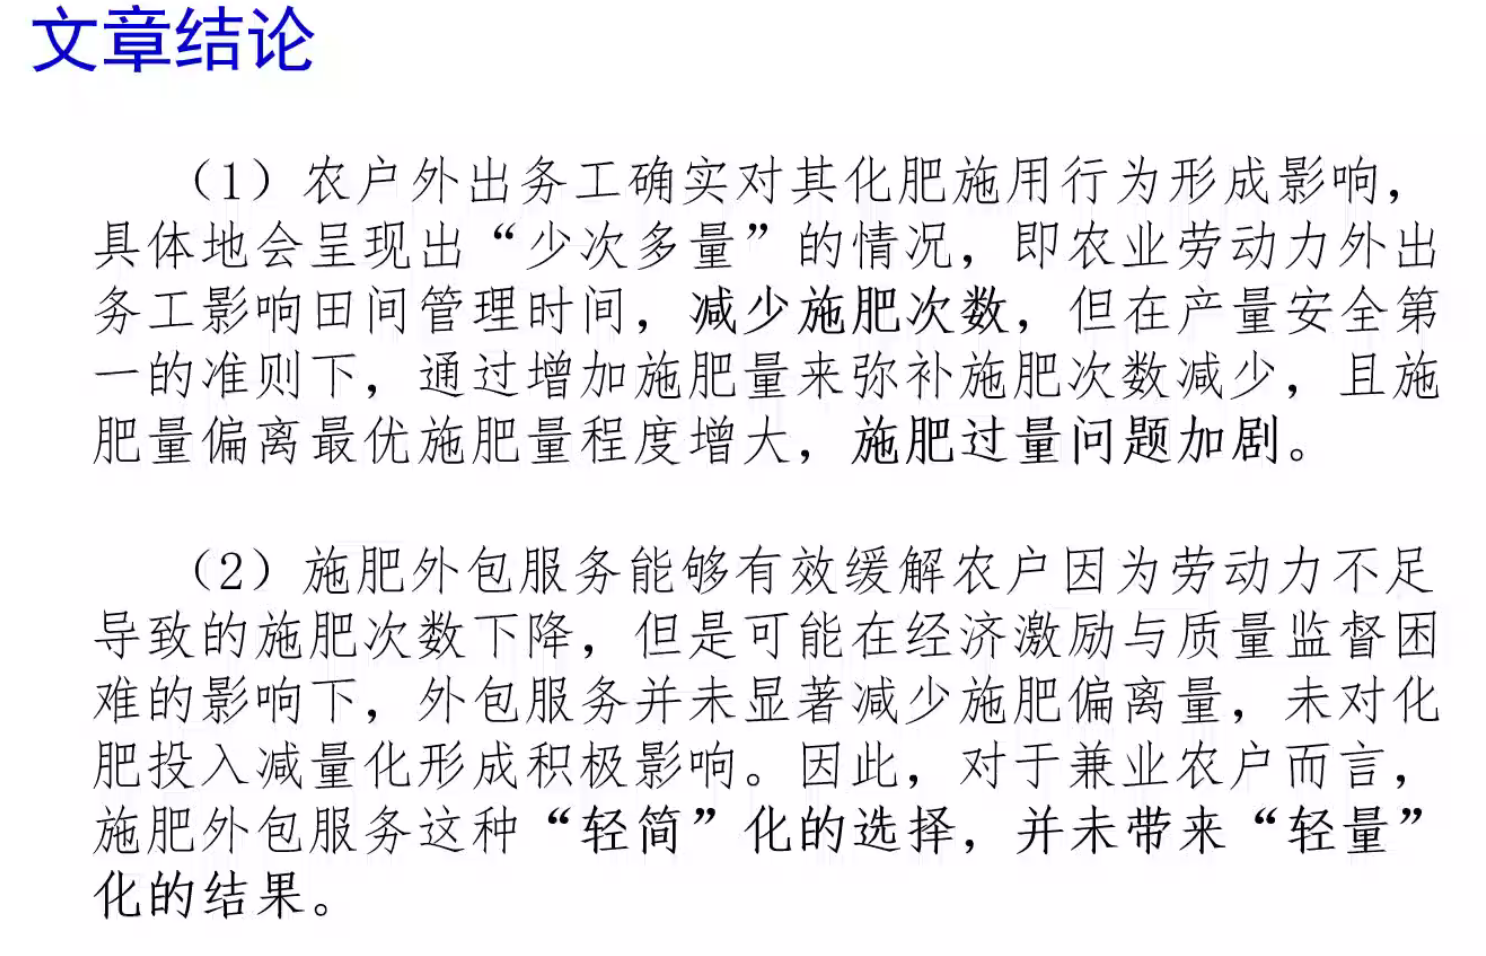 文章结论
（1）农户外出务工确实对其化肥施用行为形成影响，
具体地会呈现出“少次多量”的情况，即农业劳动力外出
务工影响田间管理时间，减少施肥次数，但在产量安全第
一的准则下，通过增加施肥量来弥补施肥次数减少，且施
肥量偏离最优施肥量程度增大，施肥过量问题加剧。
（2）施肥外包服务能够有效缓解农户因为劳动力不足
导致的施肥次数下降，但是可能在经济激励与质量监督困
难的影响下，外包服务并未显著减少施肥偏离量，未对化
肥投入减量化形成积极影响。因此，对于兼业农户而言，
施肥外包服务这种“轻简”化的选择，并未带来“轻量”
化的结果。